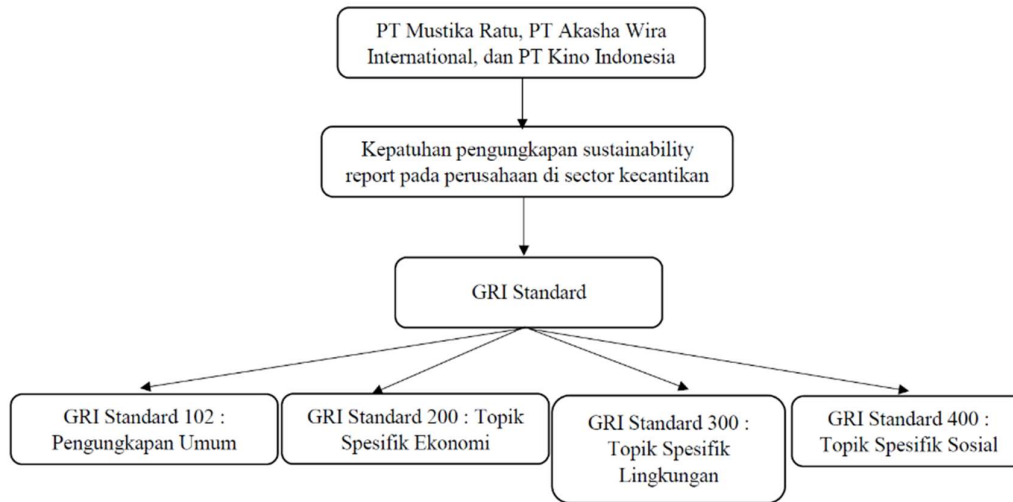 PT Mustika Ratu, PT Akasha Wira
International, dan PT Kino Indonesia
Kepatuhan pengungkapan sustainability
report pada perusahaan di sector kecantikan
GRI Standard
GRI Standard 102 :
Pengungkapan Umum
GRI Standard 200 : Topik
Spesifik Ekonomi
GRI Standard 300 :
Topik Spesifik
Lingkungan
GRI Standard 400 :
Topik Spesifik Sosial